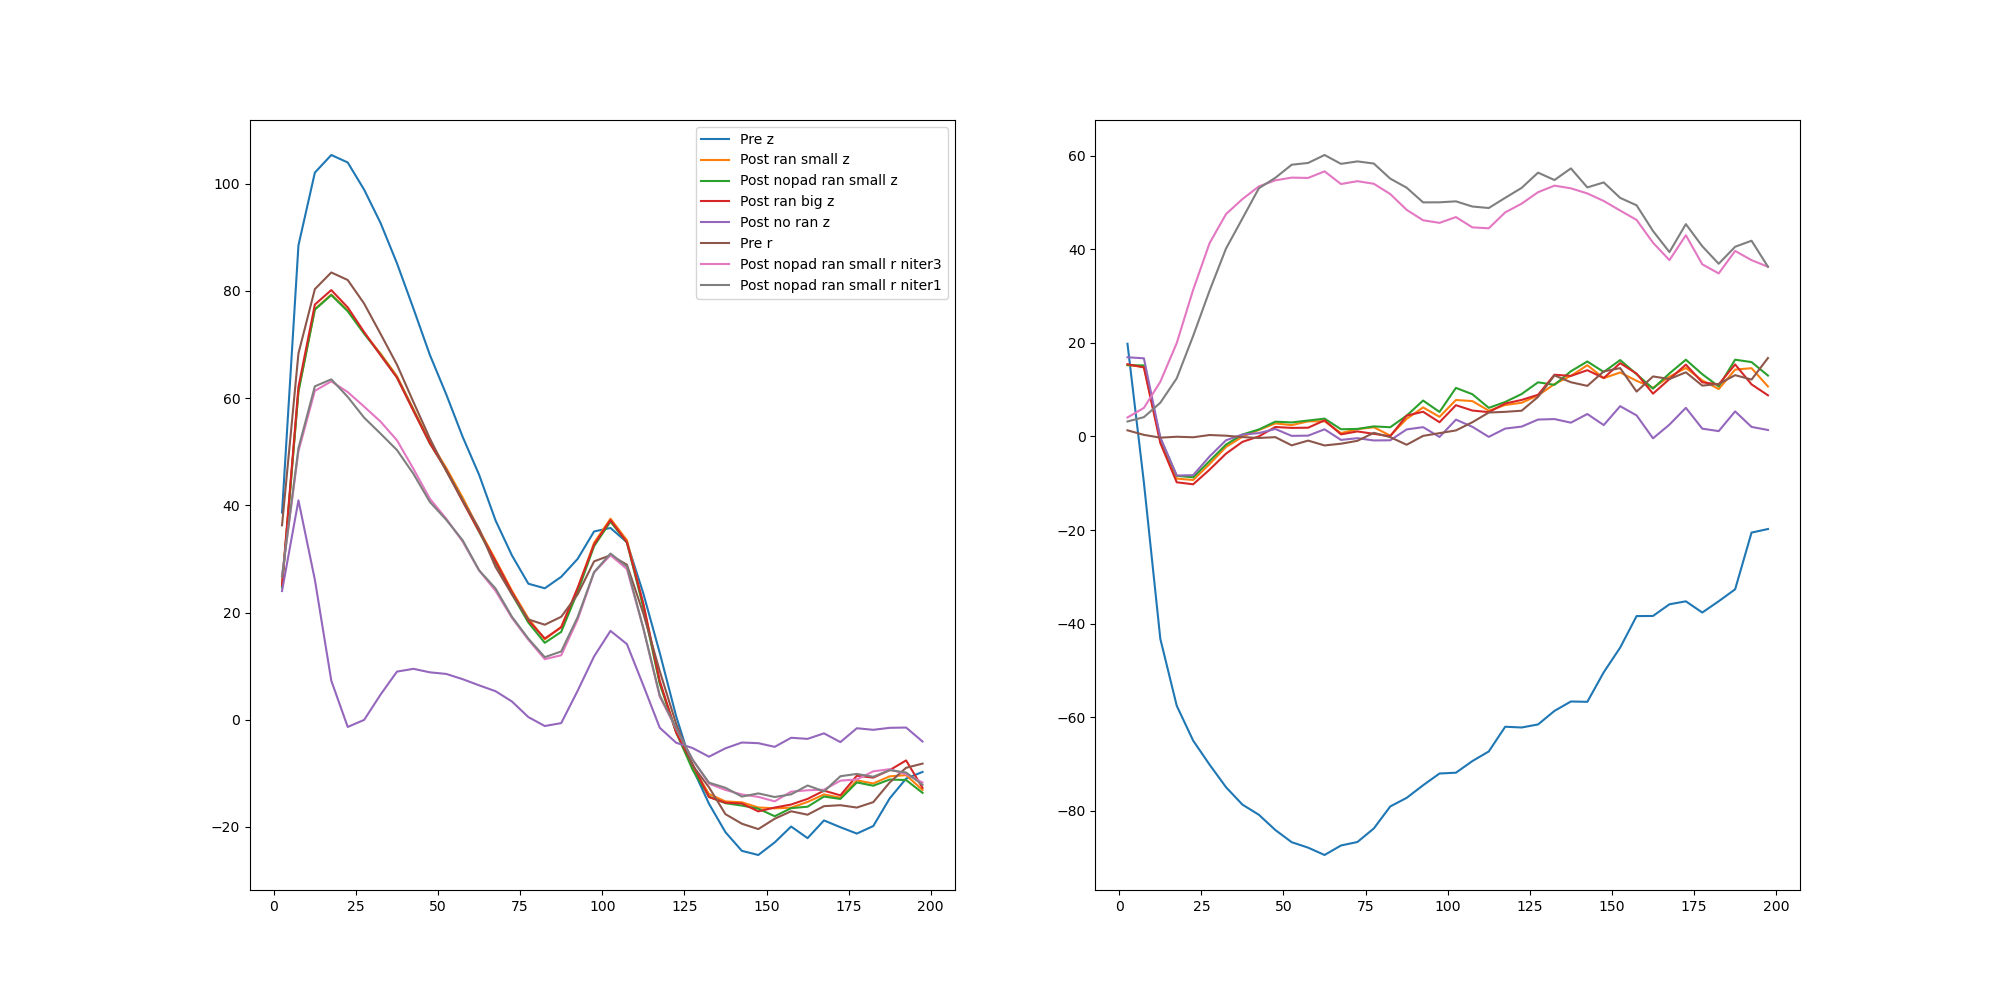 Pre z
Post ran small z
Post nopad ran small z
Post ran big z
Post no ran z
Pre r
Post nopad ran small r niter3
Post nopad ran small r niter1
100
80
60
40
20
0
−20
0 25 50 75 100 125 150 175 200
60
40
20
0
−20
−40
−60
−80
0 25 50 75 100 125 150 175 200